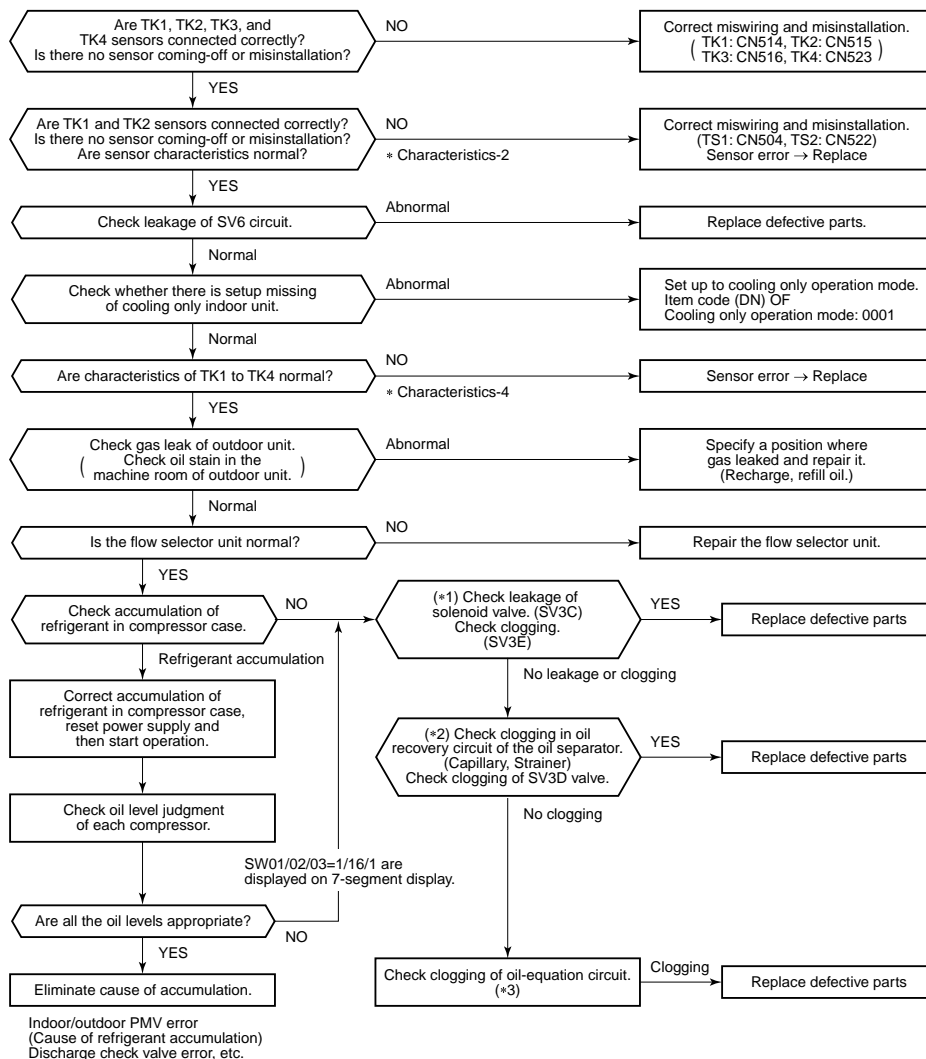 Are TK1, TK2, TK3, and
TK4 sensors connected correctly?
Is there no sensor coming-off or misinstallation?
NO
Correct miswiring and misinstallation.
( TK1: CN514, TK2: CN515
TK3: CN516, TK4: CN523 )
YES
Are TK1 and TK2 sensors connected correctly?
Is there no sensor coming-off or misinstallation?
Are sensor characteristics normal?
NO
* Characteristics-2
Correct miswiring and misinstallation.
(TS1: CN504, TS2: CN522)
Sensor error → Replace
YES
Check leakage of SV6 circuit.
Abnormal
Replace defective parts.
Normal
Check whether there is setup missing
of cooling only indoor unit.
Abnormal
Set up to cooling only operation mode.
Item code (DN) OF
Cooling only operation mode: 0001
Normal
Are characteristics of TK1 to TK4 normal?
NO
* Characteristics-4
Sensor error → Replace
YES
Check gas leak of outdoor unit.
( Check oil stain in the
machine room of outdoor unit. )
Abnormal
Specify a position where
gas leaked and repair it.
(Recharge, refill oil.)
Normal
Is the flow selector unit normal?
NO
Repair the flow selector unit.
YES
Check accumulation of
refrigerant in compressor case.
NO
(*1) Check leakage of
solenoid valve. (SV3C)
Check clogging.
(SV3E)
YES
Replace defective parts
Refrigerant accumulation
No leakage or clogging
Correct accumulation of
refrigerant in compressor case,
reset power supply and
then start operation.
(*2) Check clogging in oil
recovery circuit of the oil separator.
(Capillary, Strainer)
Check clogging of SV3D valve.
YES
Replace defective parts
Check oil level judgment
of each compressor.
No clogging
SW01/02/03=1/16/1 are
displayed on 7-segment display.
Are all the oil levels appropriate?
NO
YES
Check clogging of oil-equation circuit.
(*3)
Clogging
Replace defective parts
Eliminate cause of accumulation.
Indoor/outdoor PMV error
(Cause of refrigerant accumulation)
Discharge check valve error, etc.